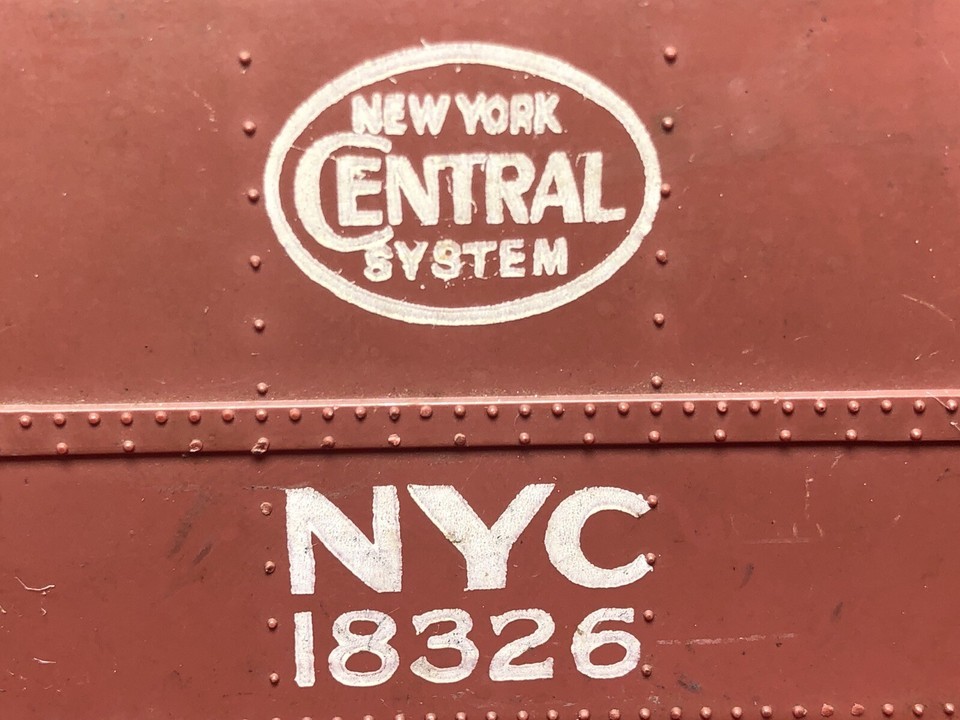 NEW YORK
CENTRAL
SYSTEM
NYC
18326